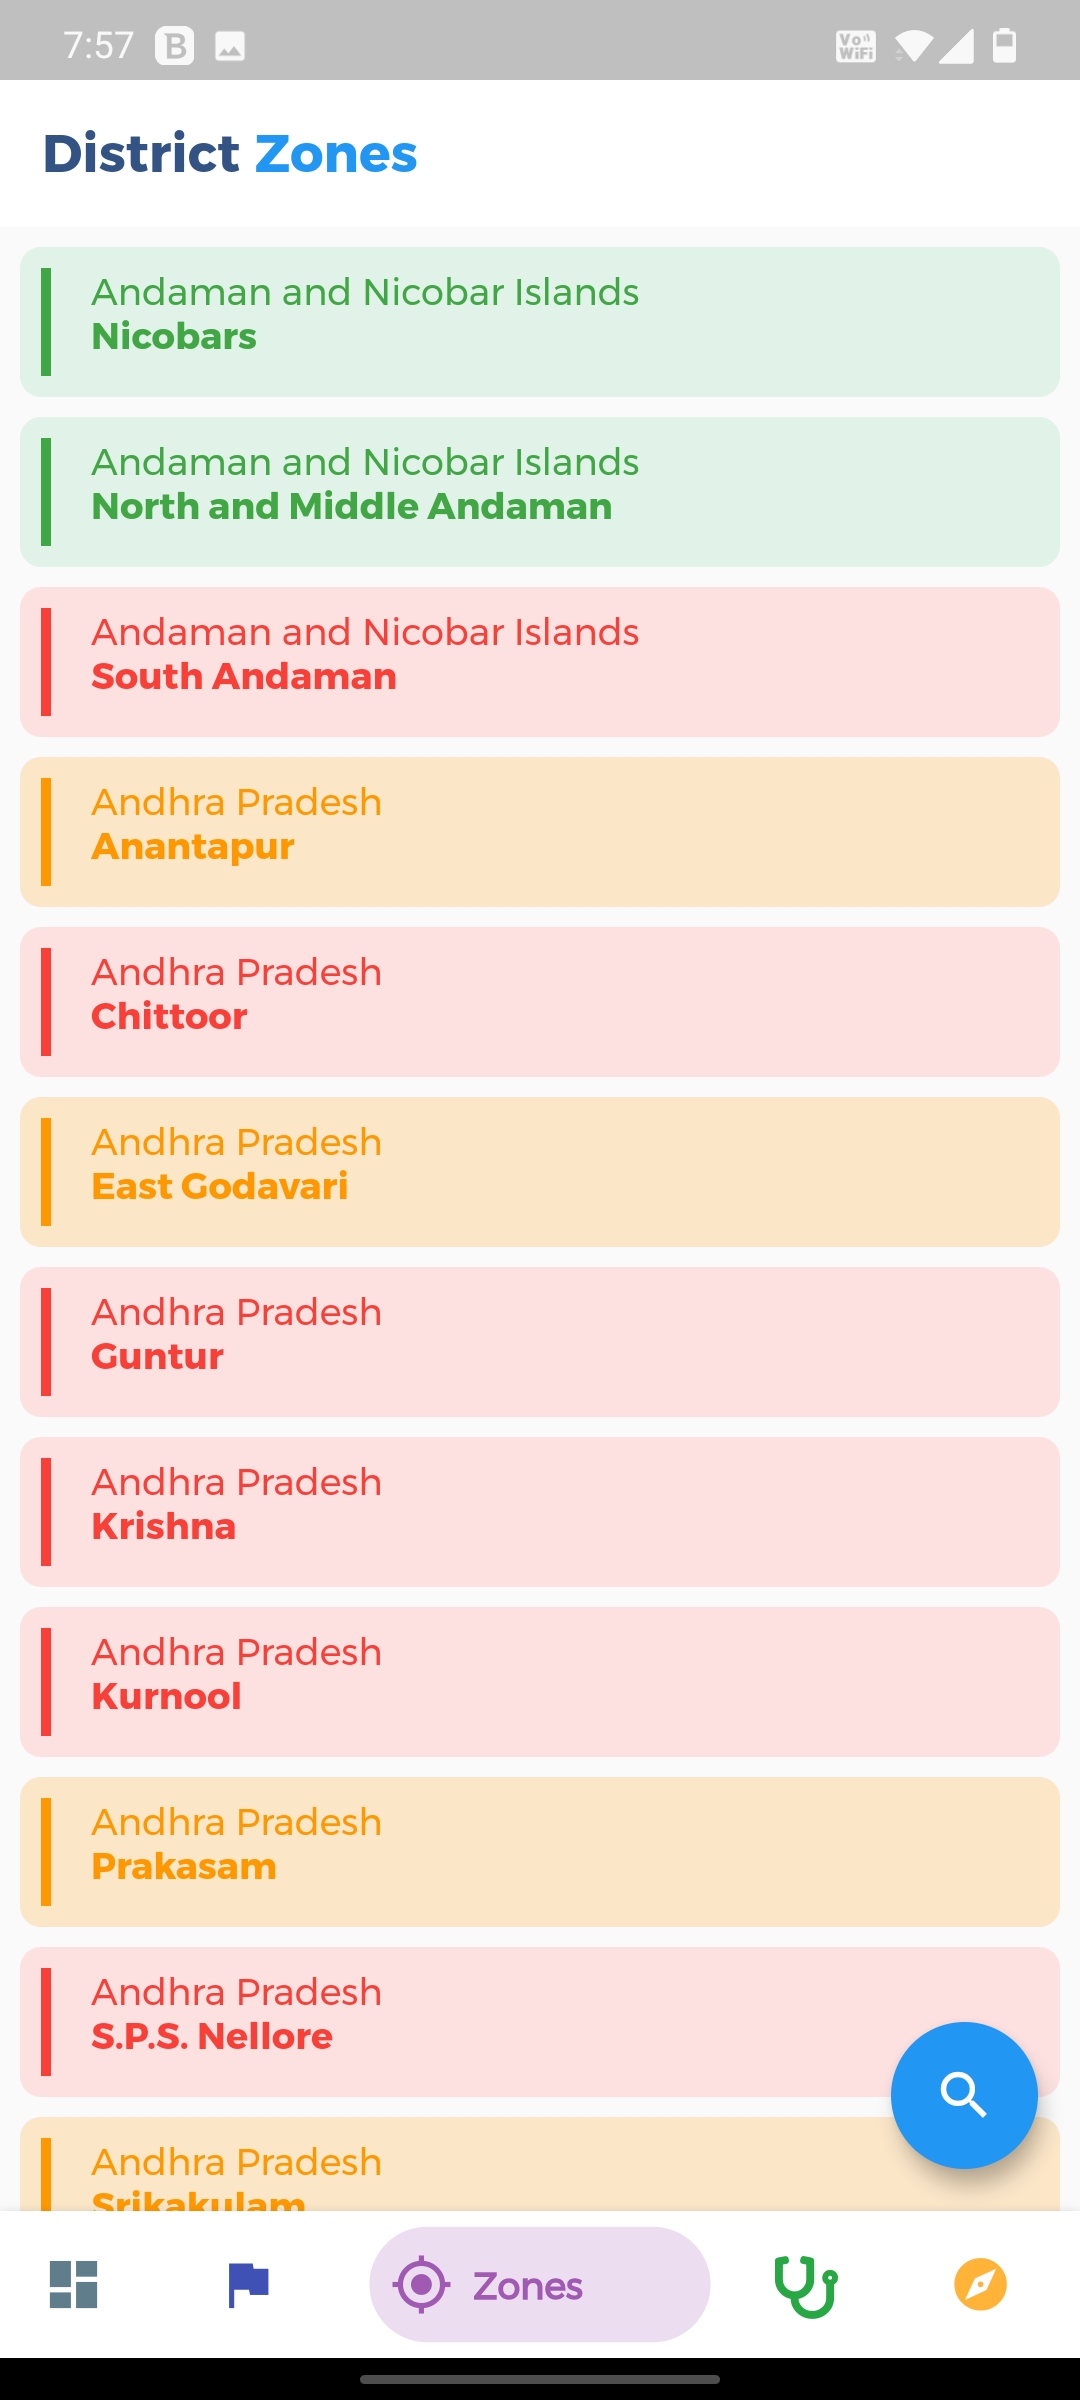 7:57
B
Vo
WiFi
District Zones
Andaman and Nicobar Islands
Nicobars
Andaman and Nicobar Islands
North and Middle Andaman
Andaman and Nicobar Islands
South Andaman
Andhra Pradesh
Anantapur
Andhra Pradesh
Chittoor
Andhra Pradesh
East Godavari
Andhra Pradesh
Guntur
Andhra Pradesh
Krishna
Andhra Pradesh
Kurnool
Andhra Pradesh
Prakasam
Andhra Pradesh
S.P.S. Nellore
Andhra Pradesh
Srikakulam
Zones